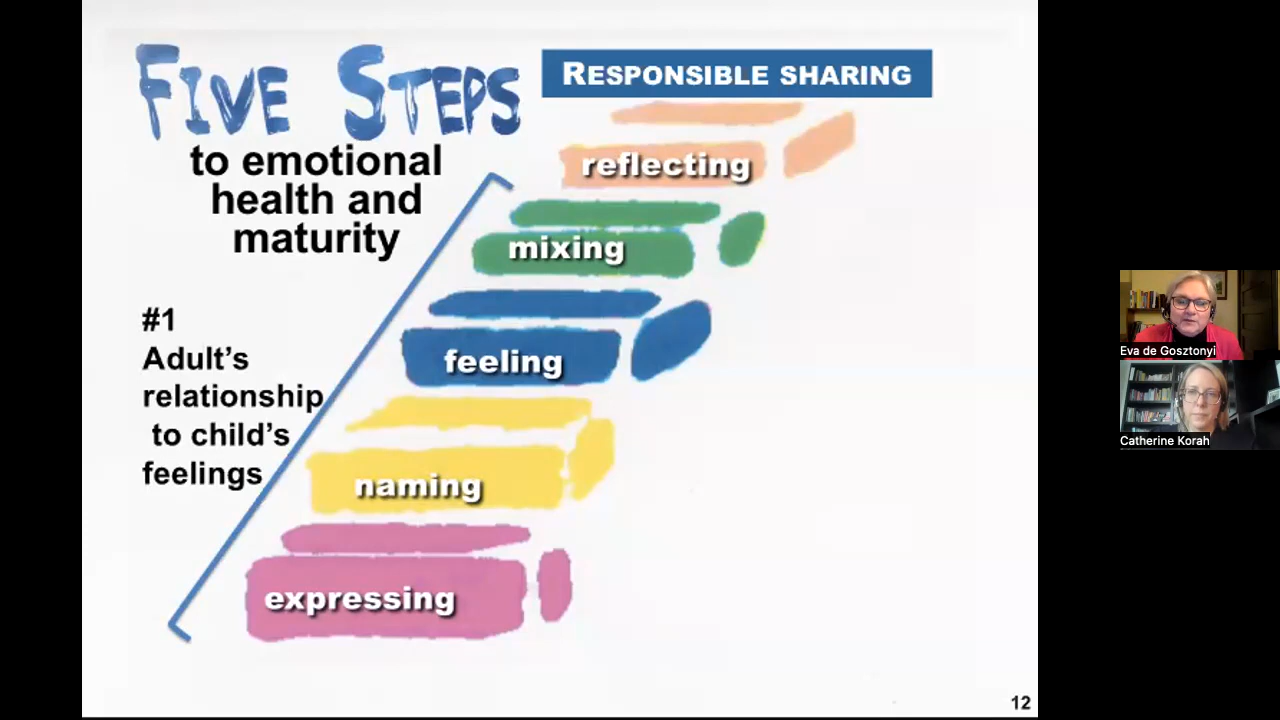 FIVE STEPS
to emotional
health and
maturity
RESPONSIBLE SHARING
reflecting
mixing
feeling
naming
expressing
#1
Adult's
relationship
to child's
feelings
12
Eva de Gosztonyi
Catherine Korah